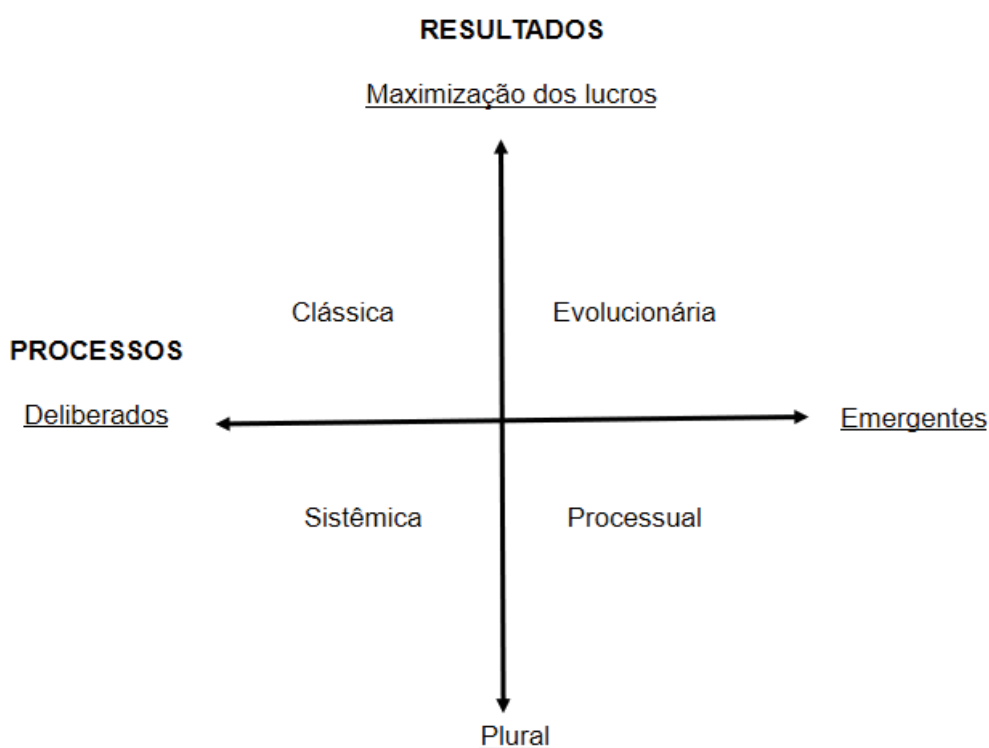 RESULTADOS
Maximização dos lucros
Clássica
Evolucionária
PROCESSOS
Deliberados
Emergentes
Sistêmica
Processual
Plural